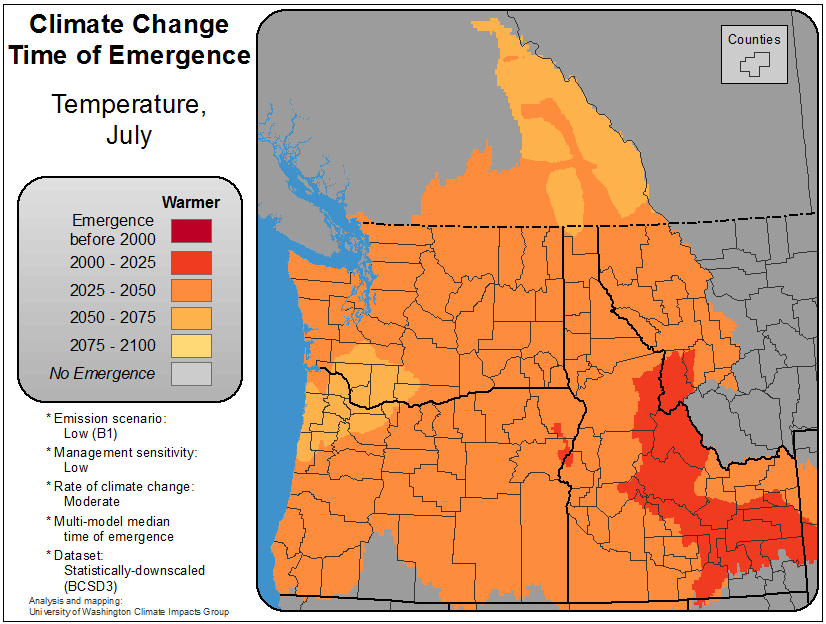 Climate Change
Time of Emergence
Temperature,
July
Counties
Warmer
Emergence
before 2000
2000 - 2025
2025 - 2050
2050 - 2075
2075 - 2100
No Emergence
* Emission scenario:
Low (B1)
* Management sensitivity:
Low
* Rate of climate change:
Moderate
* Multi-model median
time of emergence
* Dataset:
Statistically-downscaled
(BCSD3)
Analysis and mapping:
University of Washington Climate Impacts Group